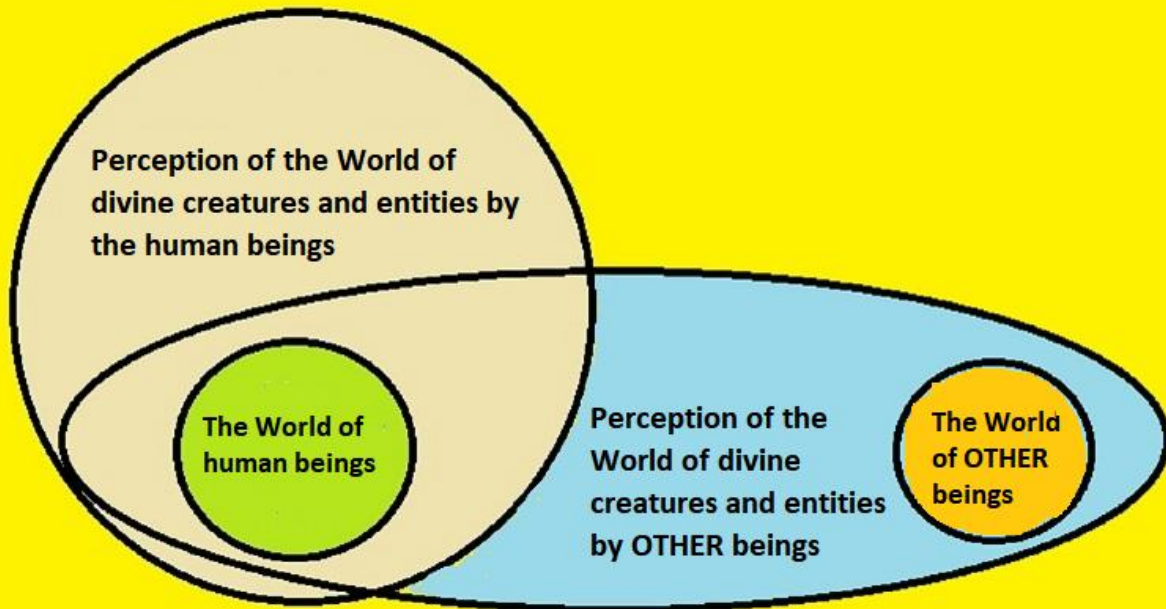 Perception of the World of
divine creatures and entities by
the human beings
The World of
human beings
Perception of the
World of divine
creatures and entities
by OTHER beings
The World
of OTHER
beings